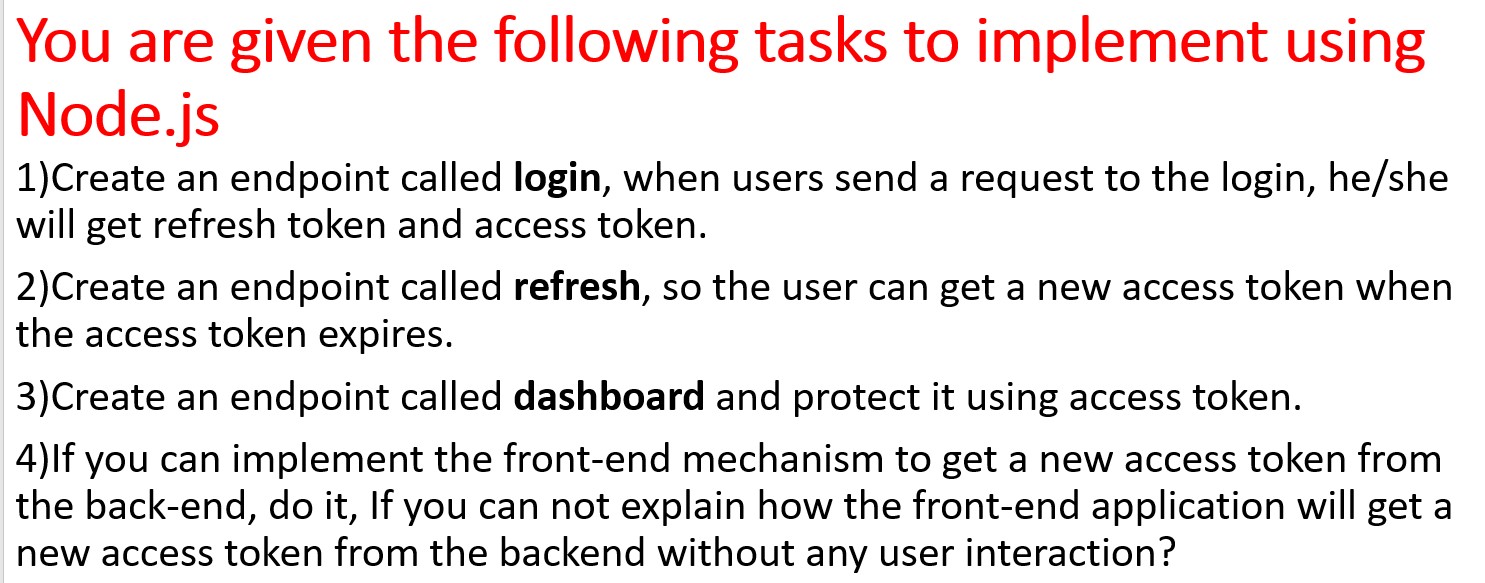 You are given the following tasks to implement using
Node.js
1)Create an endpoint called login, when users send a request to the login, he/she
will get refresh token and access token.
2)Create an endpoint called refresh, so the user can get a new access token when
the access token expires.
3)Create an endpoint called dashboard and protect it using access token.
4)If you can implement the front-end mechanism to get a new access token from
the back-end, do it, If you can not explain how the front-end application will get a
new access token from the backend without any user interaction?